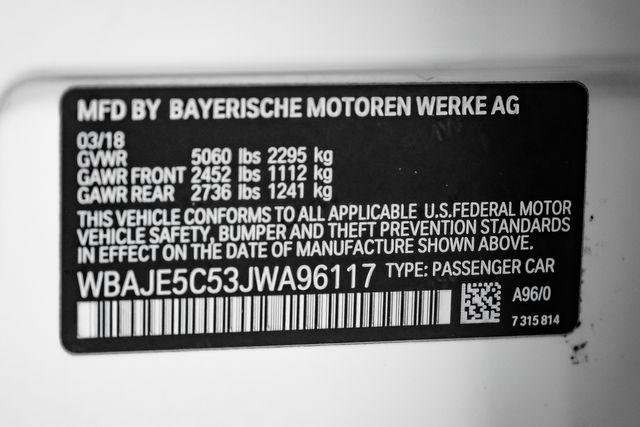 MFD BY BAYERISCHE MOTOREN WERKE AG
03/18
GVWR 5060 lbs 2295 kg
GAWR FRONT 2452 lbs 1112 kg
GAWR REAR 2736 lbs 1241 kg
THIS VEHICLE CONFORMS TO ALL APPLICABLE U.S.FEDERAL MOTOR
VEHICLE SAFETY, BUMPER AND THEFT PREVENTION STANDARDS
IN EFFECT ON THE DATE OF MANUFACTURE SHOWN ABOVE.
WBAJE5C53JWA96117 TYPE: PASSENGER CAR
A96/0
7 315 814